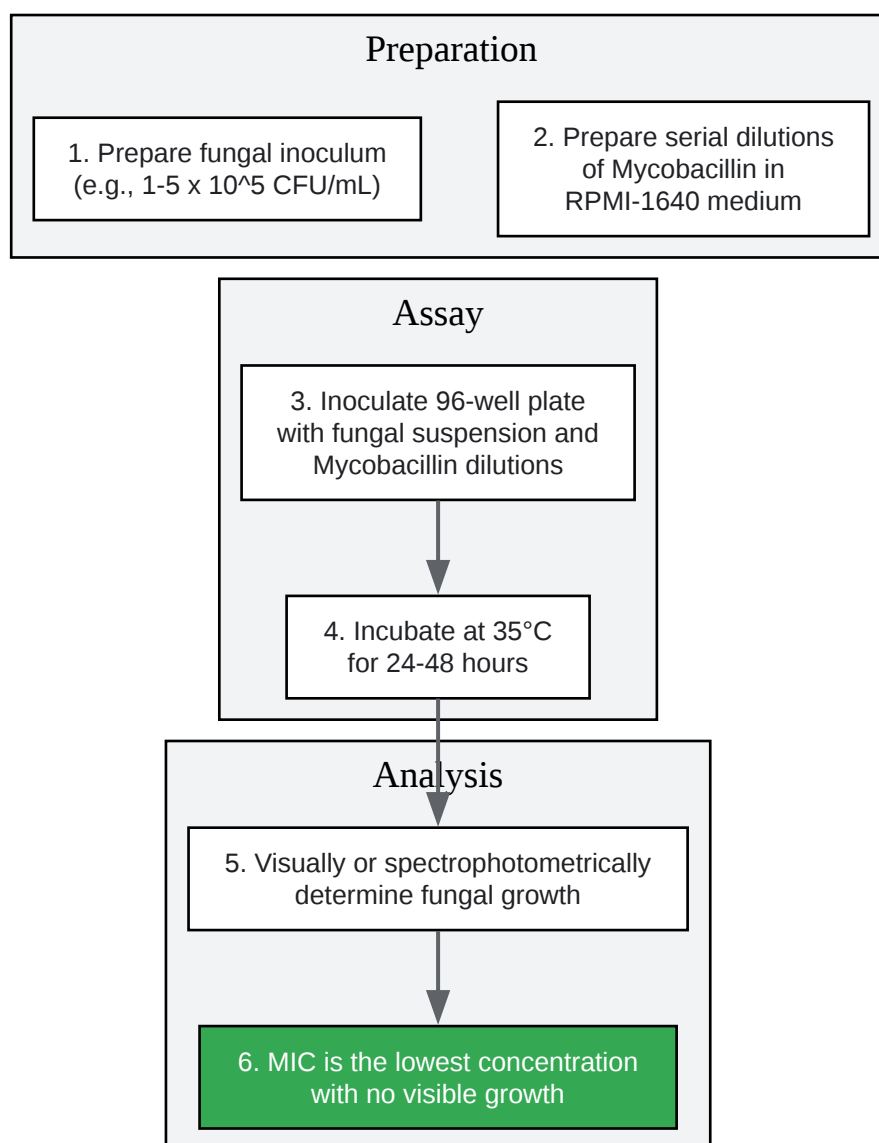 Preparation
1. Prepare fungal inoculum
(e.g., 1-5 x 10^5 CFU/mL)
2. Prepare serial dilutions
of Mycobacillin in
RPMI-1640 medium
Assay
3. Inoculate 96-well plate
with fungal suspension and
Mycobacillin dilutions
4. Incubate at 35°C
for 24-48 hours
Analysis
5. Visually or spectrophotometrically
determine fungal growth
6. MIC is the lowest concentration
with no visible growth